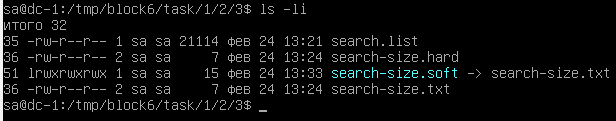 sa@dc-1:/tmp/block6/task/1/2/3$ ls -li
итого 32
35 -rw-r--r-- 1 sa sa 21114 фев 24 13:21 search.list
36 -rw-r--r-- 2 sa sa     7 фев 24 13:24 search-size.hard
51 lrwxrwxrwx 1 sa sa    15 фев 24 13:33 search-size.soft -> search-size.txt
36 -rw-r--r-- 2 sa sa     7 фев 24 13:24 search-size.txt
sa@dc-1:/tmp/block6/task/1/2/3$ _